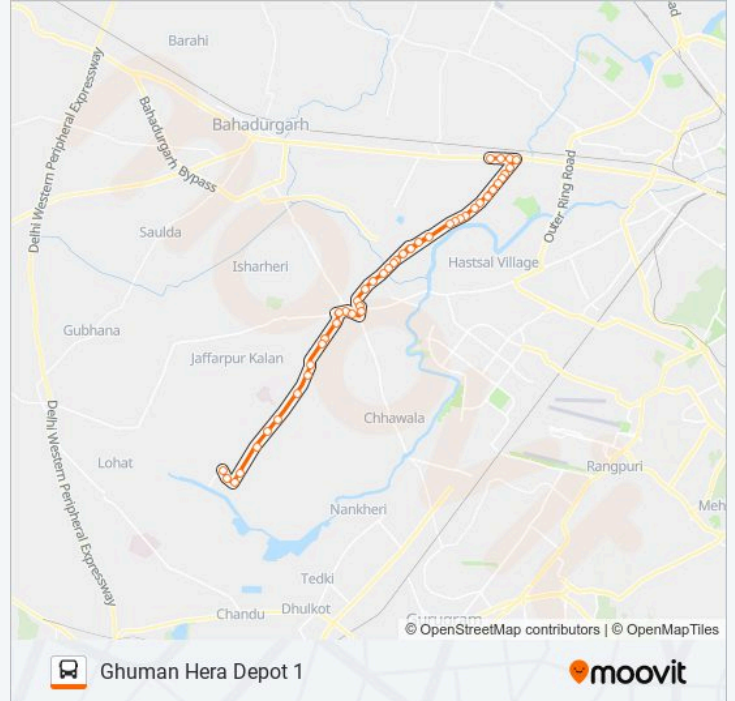 ad
Barahi
Bahadurgarh
Delhi Western Peripheral Expressway
Bahadurgarh Bypass
Outer Ring Road
Saulda
Isharheri
Hastsal Village
Gubhana
Jaffarpur Kalan
Chhawala
Delhi Western Peripheral Expressway
Lohat
Rangpuri
Meh
Nankheri
Tedki
Chandu
Dhulkot
Gurugram
© OpenStreetMap contributors | © OpenMapTiles
Ghuman Hera Depot 1
moovit